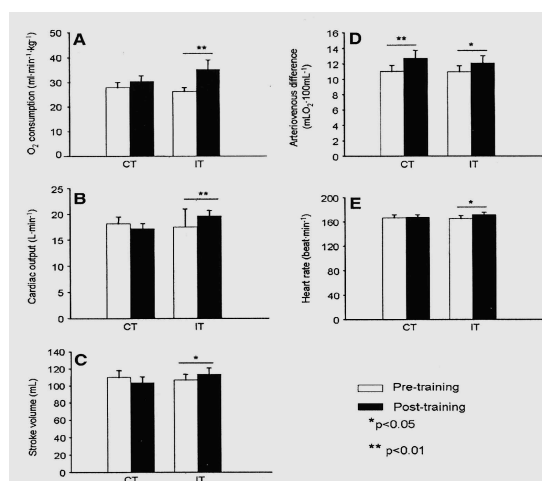 A
O₂ consumption (ml·min⁻¹·kg⁻¹)
50
40
30
20
10
0
**
CT
IT
B
Cardiac output (L·min⁻¹)
25
20
15
10
5
0
**
CT
IT
C
Stroke volume (mL)
140
120
100
80
60
40
20
0
*
CT
IT
D
Arteriovenous difference
(mLO₂·100mL⁻¹)
16
14
12
10
8
6
4
2
0
**
*
CT
IT
E
Heart rate (beat·min⁻¹)
200
160
120
80
40
0
*
CT
IT
Pre-training
Post-training
*p<0.05
** p<0.01